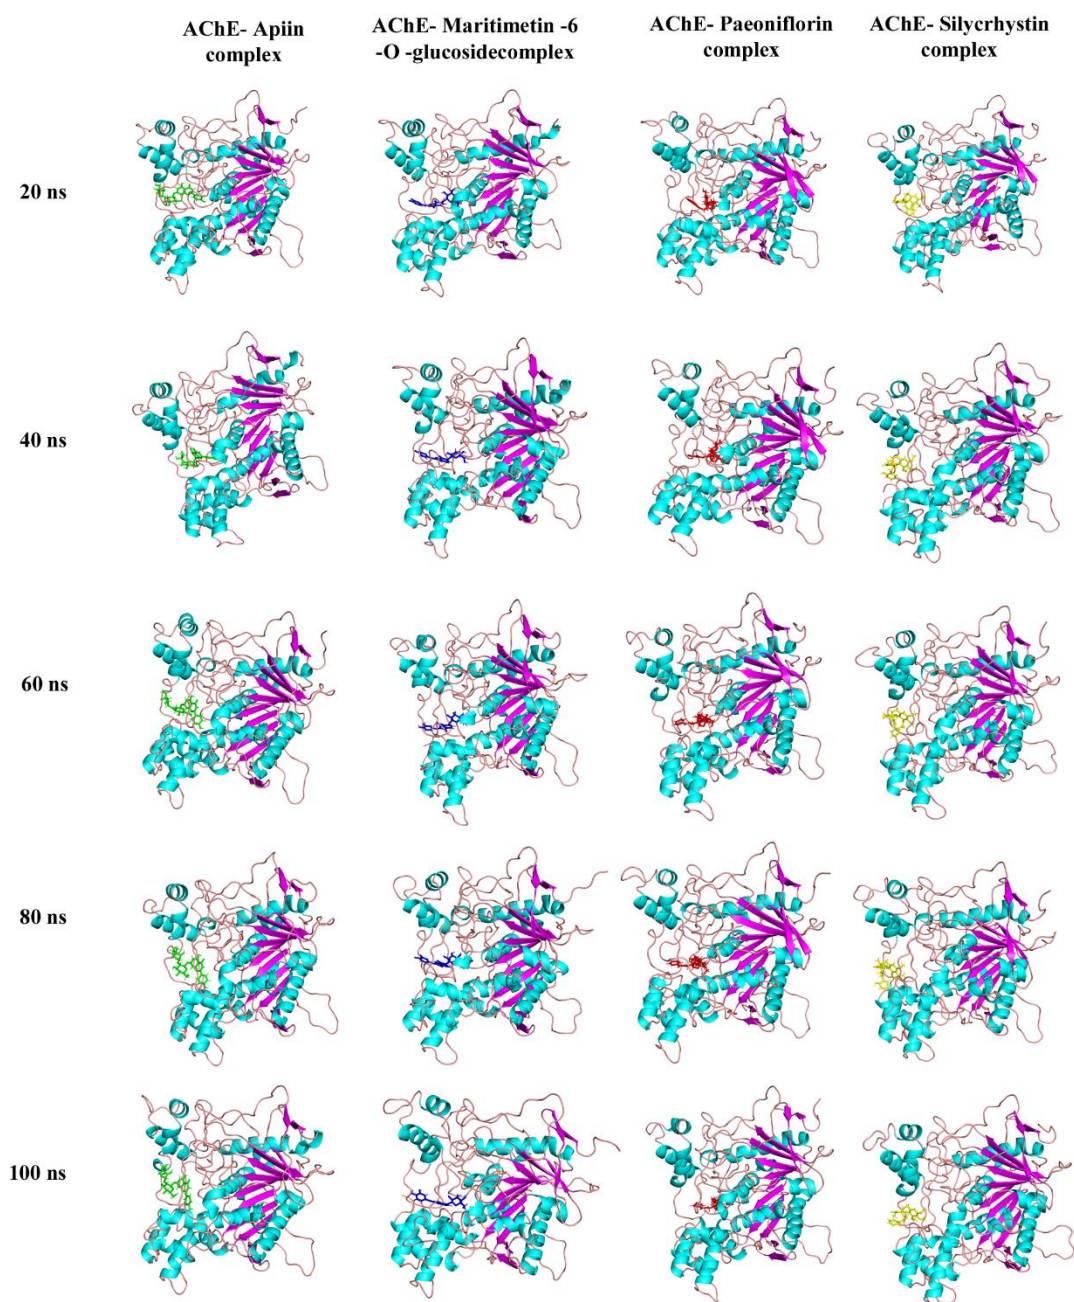 AChE- Apiin
complex
AChE- Maritimetin -6
-O -glucosidecomplex
AChE- Paeoniflorin
complex
AChE- Silycrhystin
complex
20 ns
40 ns
60 ns
80 ns
100 ns